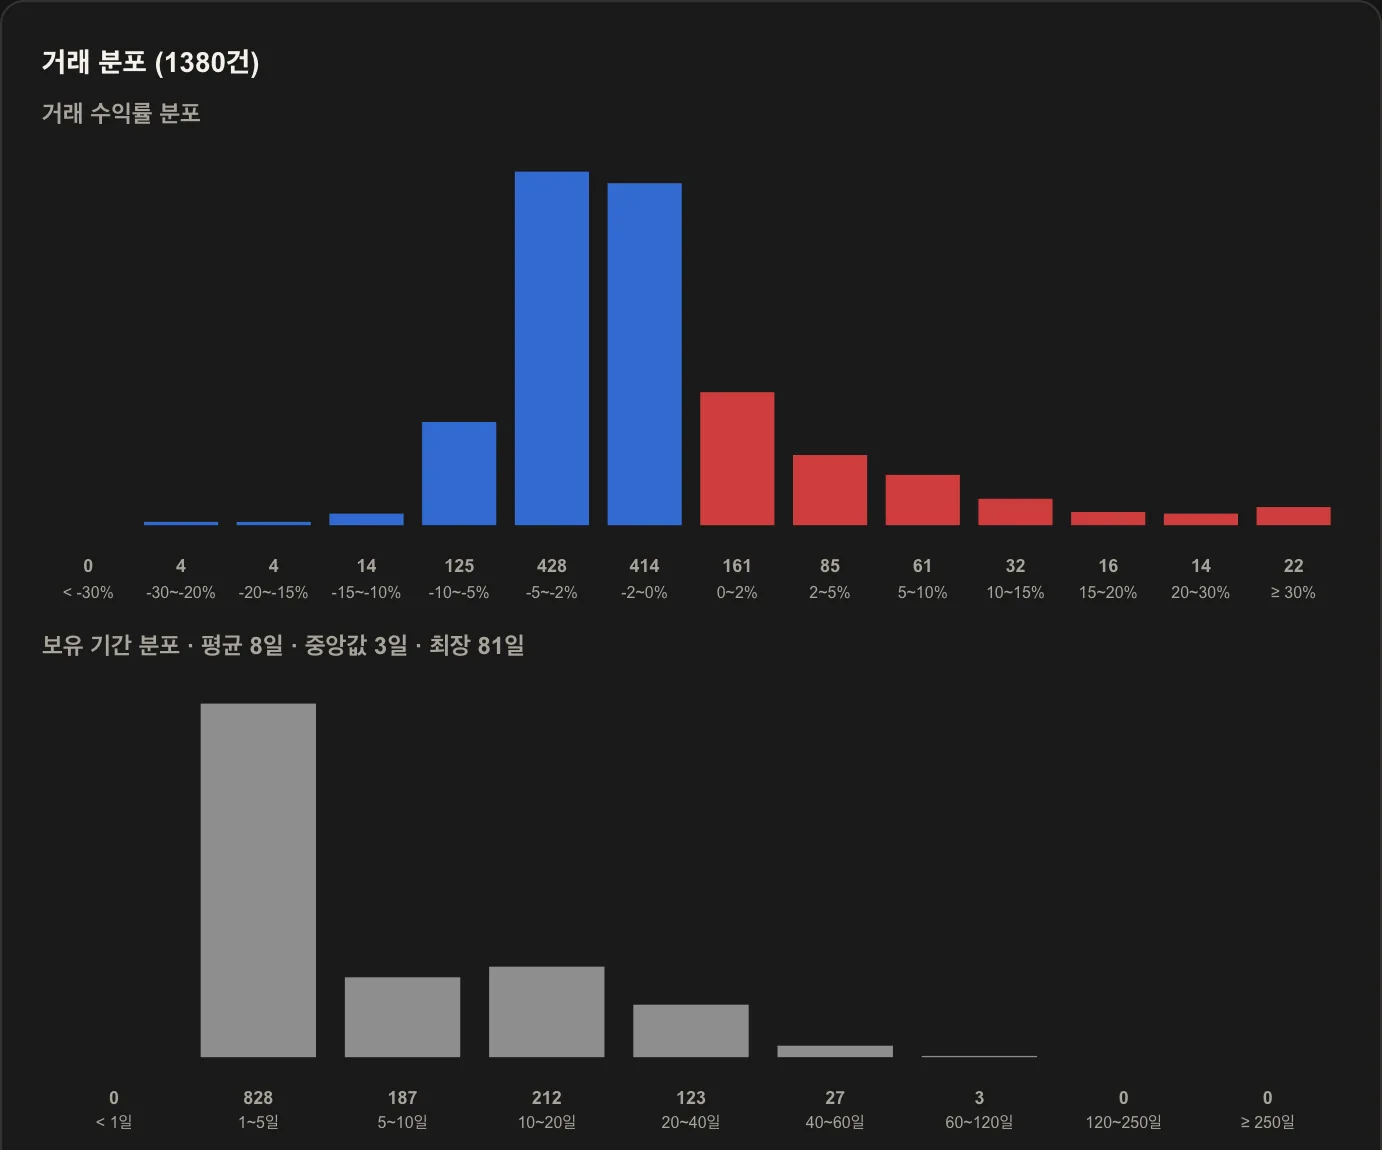 거래 분포 (1380건)
거래 수익률 분포
0 4 4 14 125 428 414 161 85 61 32 16 14 22
< -30% -30~-20% -20~-15% -15~-10% -10~-5% -5~-2% -2~0% 0~2% 2~5% 5~10% 10~15% 15~20% 20~30% ≥ 30%
보유 기간 분포 · 평균 8일 · 중앙값 3일 · 최장 81일
0 828 187 212 123 27 3 0 0
< 1일 1~5일 5~10일 10~20일 20~40일 40~60일 60~120일 120~250일 ≥ 250일